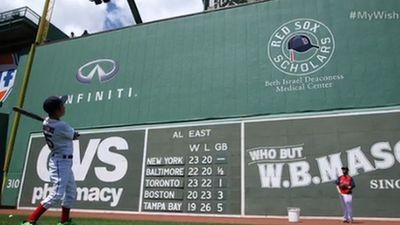 #MyWish
RED SOX
SCHOLARS
Beth Israel Deaconess
Medical Center
INFINITI
CVS
pharmacy
310
AL EAST
W L GB
NEW YORK 23 20 —
BALTIMORE 22 20 ½
TORONTO 23 22 1
BOSTON 20 23 3
TAMPA BAY 19 26 5
WHO BUT
W.B. MASO
SINC